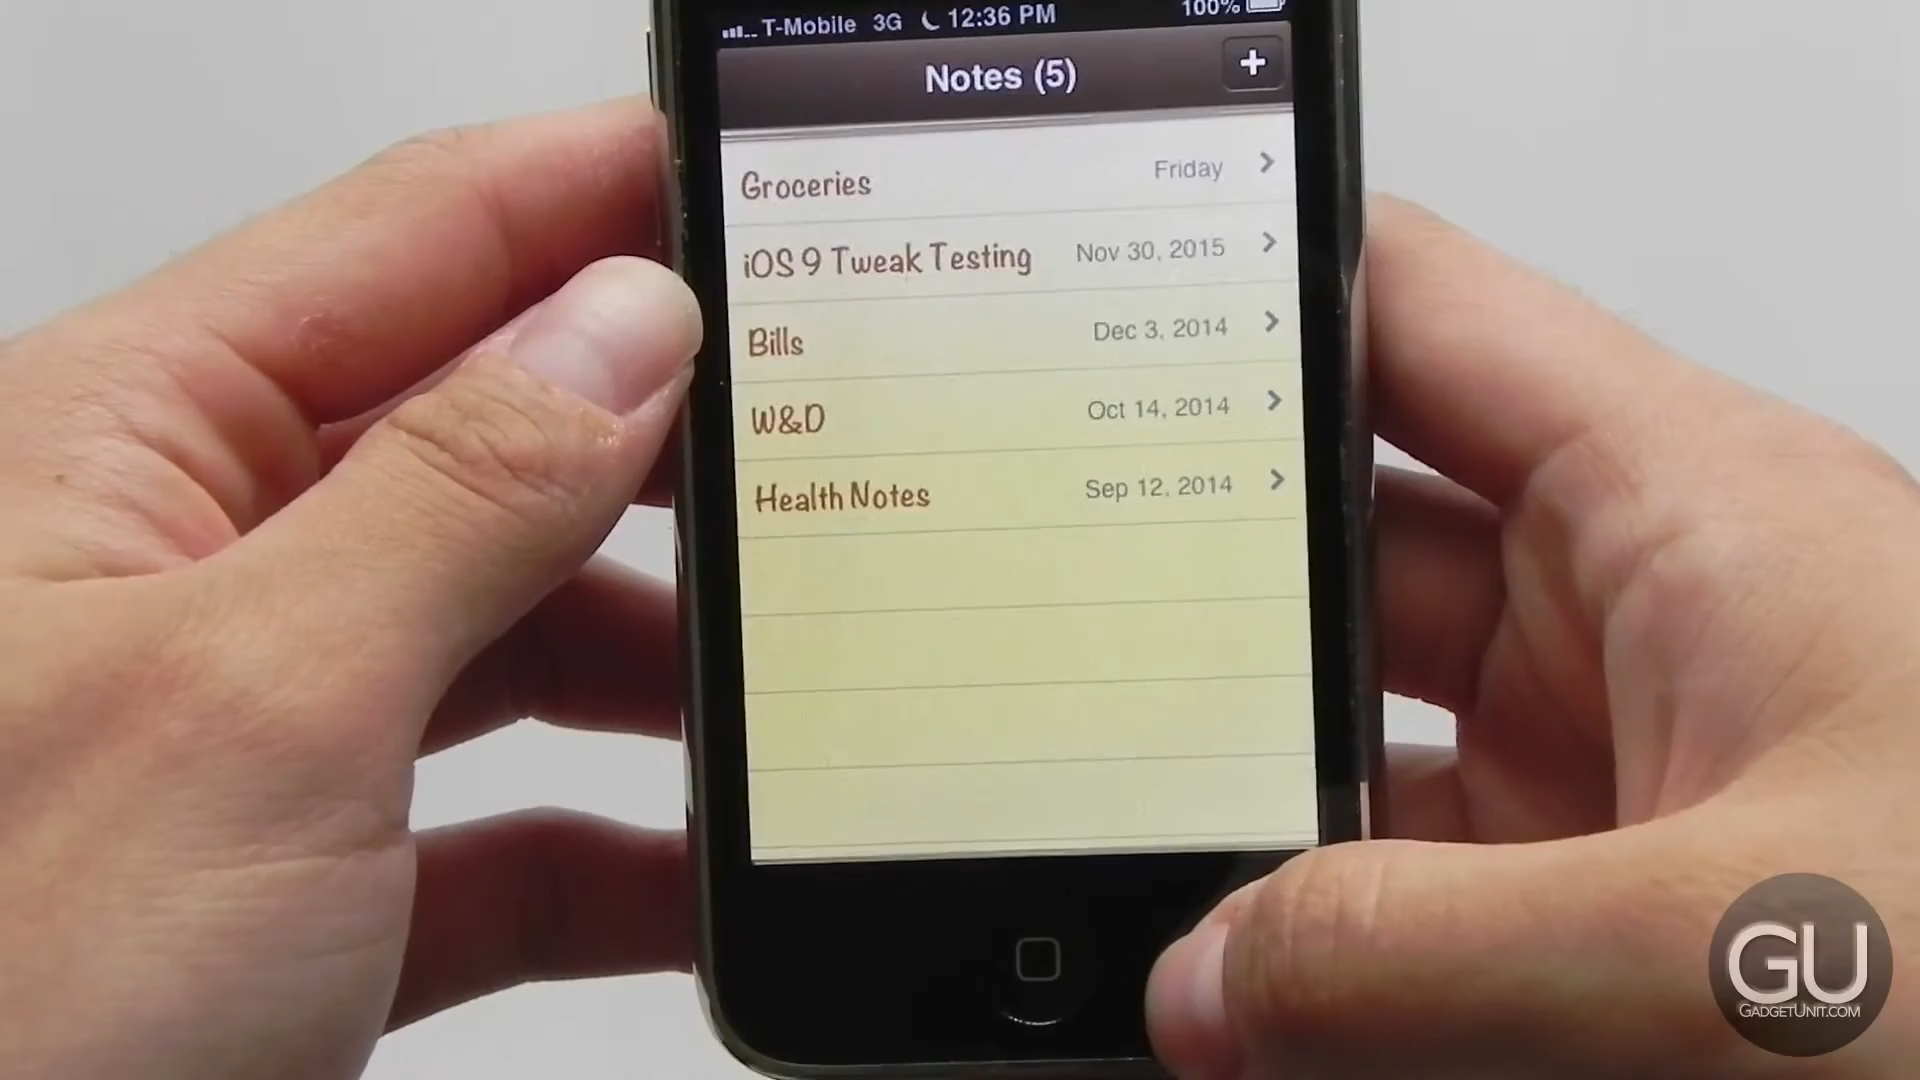 T-Mobile 3G 12:36 PM 100%
Notes (5) +
Groceries Friday
iOS 9 Tweak Testing Nov 30, 2015
Bills Dec 3, 2014
W&D Oct 14, 2014
Health Notes Sep 12, 2014
GU
GADGETUNIT.COM